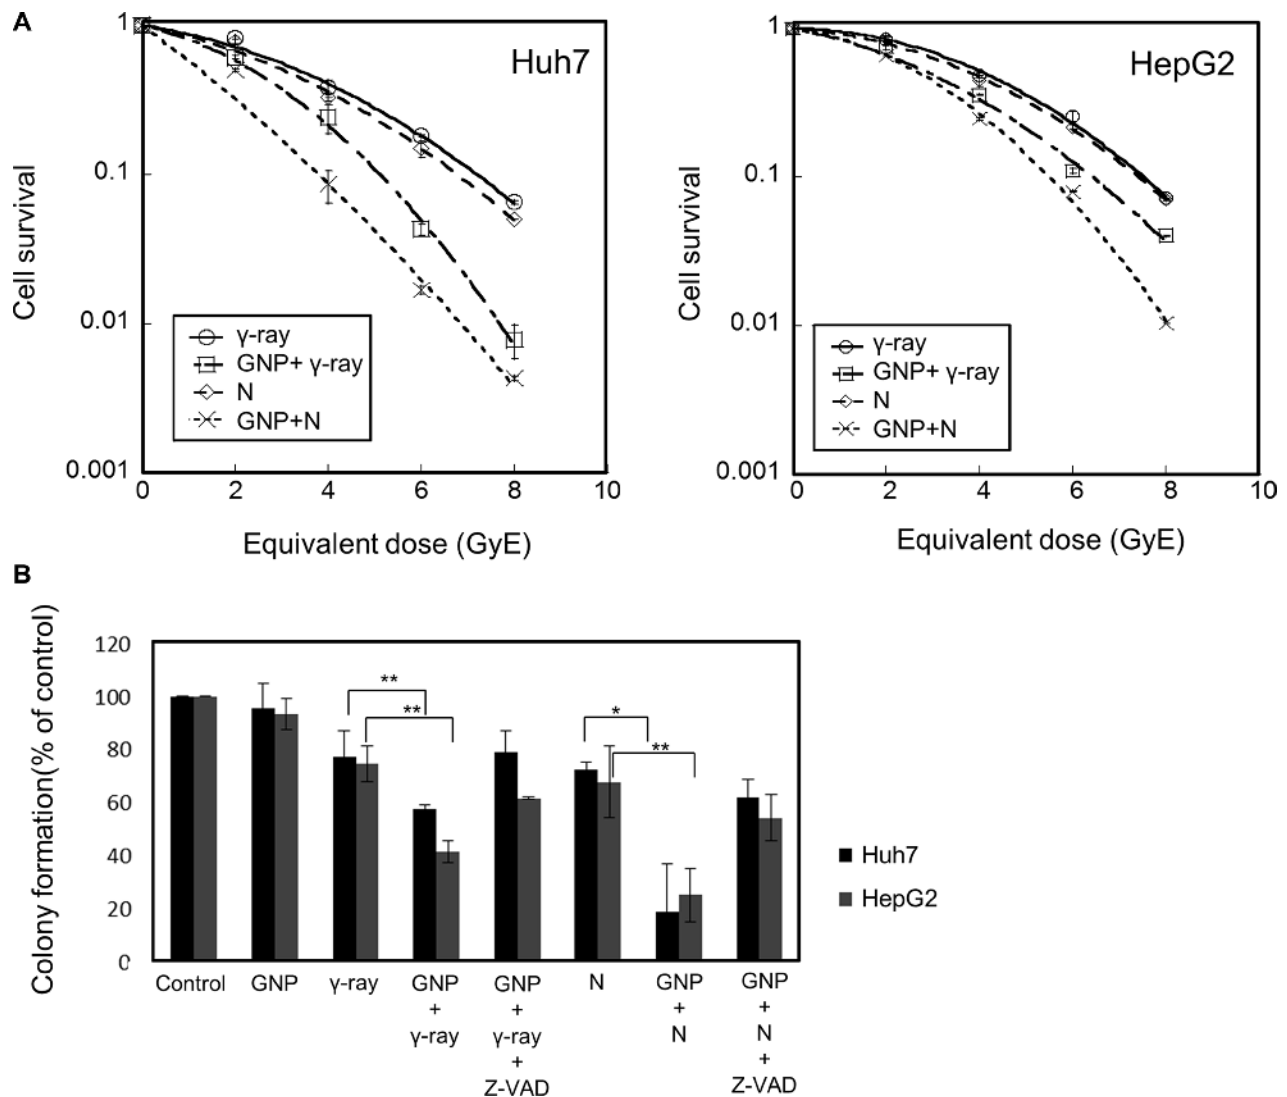 A
Huh7
Cell survival
1
0.1
0.01
0.001
0
2
4
6
8
10
γ-ray
GNP+ γ-ray
N
GNP+N
Equivalent dose (GyE)
HepG2
Cell survival
1
0.1
0.01
0.001
0
2
4
6
8
10
γ-ray
GNP+ γ-ray
N
GNP+N
Equivalent dose (GyE)
B
Colony formation(% of control)
120
100
80
60
40
20
0
**
**
*
**
Control
GNP
γ-ray
GNP
+
γ-ray
GNP
+
γ-ray
+
Z-VAD
N
GNP
+
N
GNP
+
N
+
Z-VAD
Huh7
HepG2